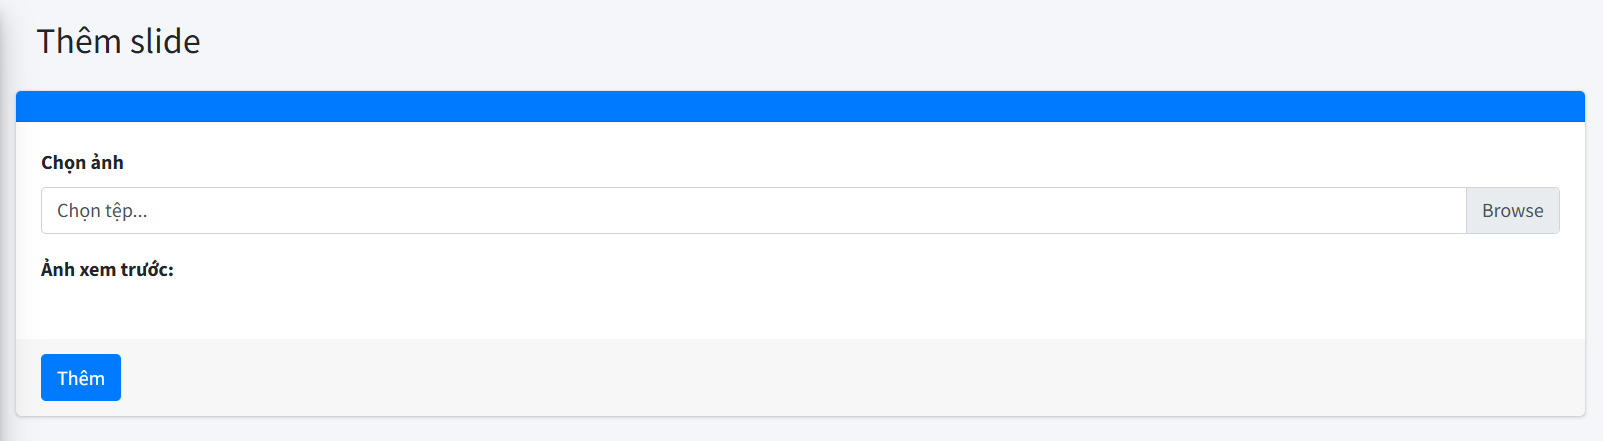 Thêm slide
Chọn ảnh
Chọn tệp...
Browse
Ảnh xem trước:
Thêm